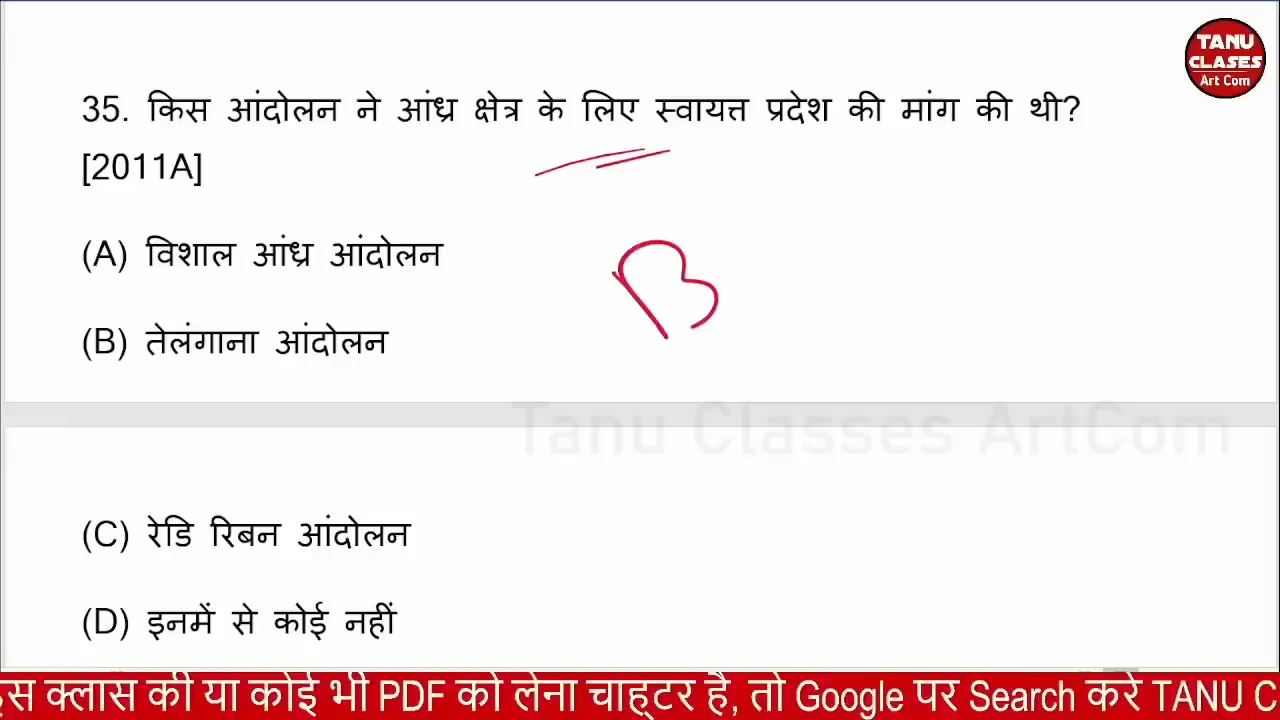 TANU
CLASES
Art Com
35. किस आंदोलन ने आंध्र क्षेत्र के लिए स्वायत्त प्रदेश की मांग की थी?
[2011A]
(A) विशाल आंध्र आंदोलन
B
(B) तेलंगाना आंदोलन
Tanu Classes ArtCom
(C) रेडि रिबन आंदोलन
(D) इनमें से कोई नहीं
क्लास की या कोई भी PDF को लेना चाह्टर है, तो Google पर Search करे TANU C